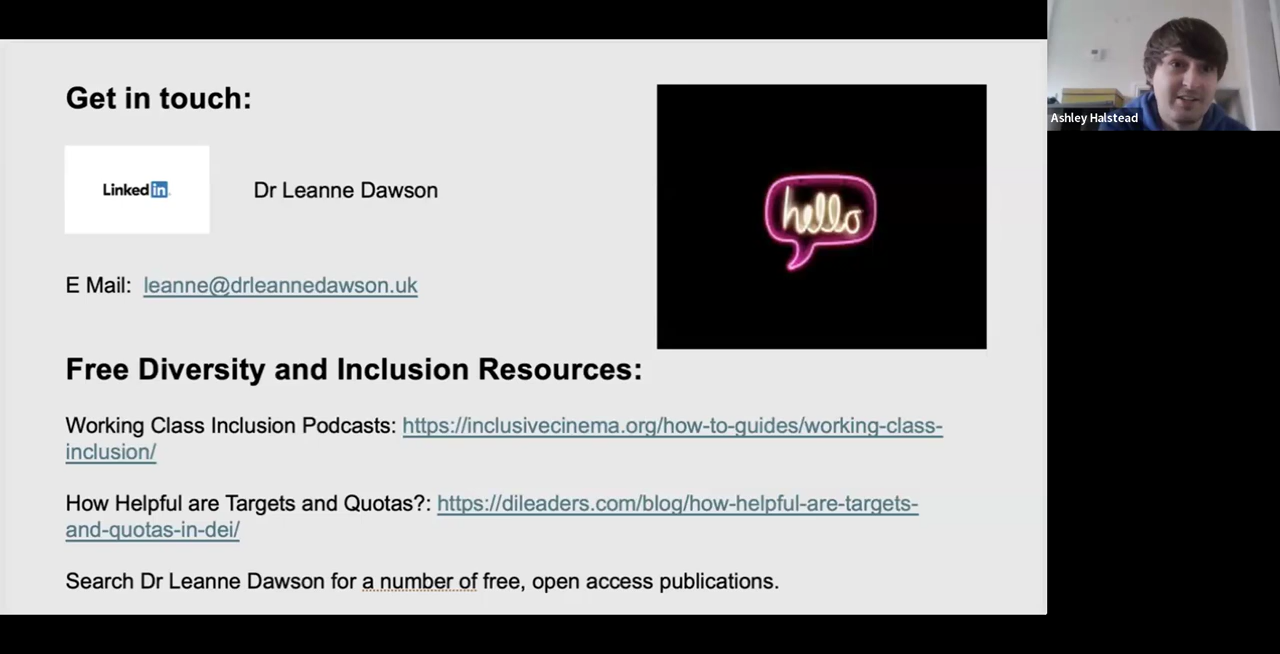 Get in touch:
Linked in
Dr Leanne Dawson
hello
E Mail: leanne@drleannedawson.uk
Free Diversity and Inclusion Resources:
Working Class Inclusion Podcasts: https://inclusivecinema.org/how-to-guides/working-class-
inclusion/
How Helpful are Targets and Quotas?: https://dileaders.com/blog/how-helpful-are-targets-
and-quotas-in-dei/
Search Dr Leanne Dawson for a number of free, open access publications.
Ashley Halstead